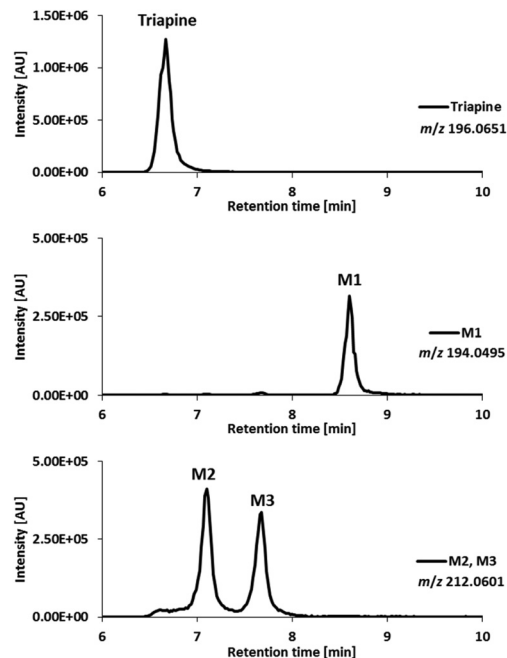 Triapine
1.50E+06
1.00E+06
5.00E+05
0.00E+00
Intensity [AU]
6 7 8 9 10
Retention time [min]
Triapine
m/z 196.0651
M1
5.00E+05
2.50E+05
0.00E+00
Intensity [AU]
6 7 8 9 10
Retention time [min]
M1
m/z 194.0495
M2
M3
5.00E+05
2.50E+05
0.00E+00
Intensity [AU]
6 7 8 9 10
Retention time [min]
M2, M3
m/z 212.0601